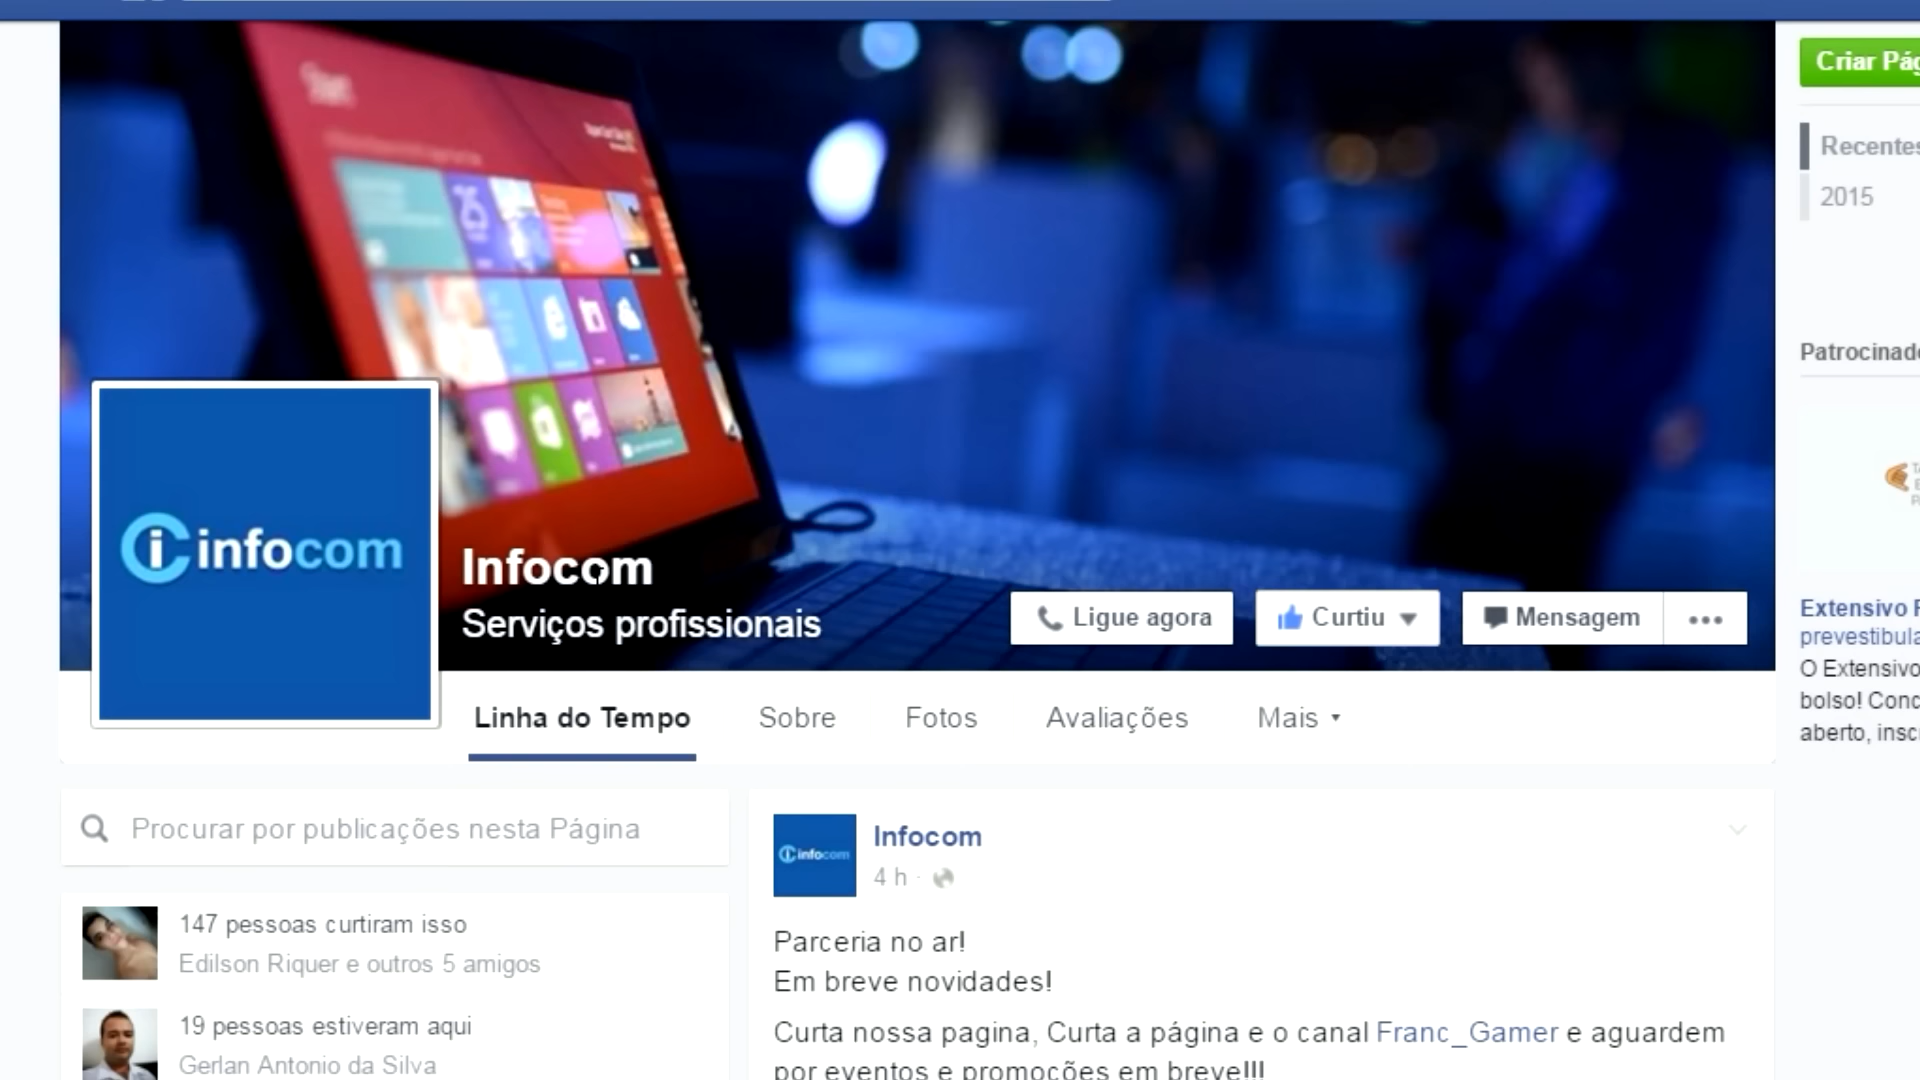 Start
Criar Pág
Recentes
2015
Patrocinado
infocom
Infocom
Serviços profissionais
Ligue agora
Curtiu
Mensagem
Extensivo P
prevestibula
O Extensivo
bolso! Conc
aberto, insc
Linha do Tempo
Sobre
Fotos
Avaliações
Mais
Procurar por publicações nesta Página
147 pessoas curtiram isso
Edilson Riquer e outros 5 amigos
19 pessoas estiveram aqui
Gerlan Antonio da Silva
infocom
Infocom
4 h
Parceria no ar!
Em breve novidades!
Curta nossa pagina, Curta a página e o canal Franc_Gamer e aguardem
por eventos e promoções em breve!!!